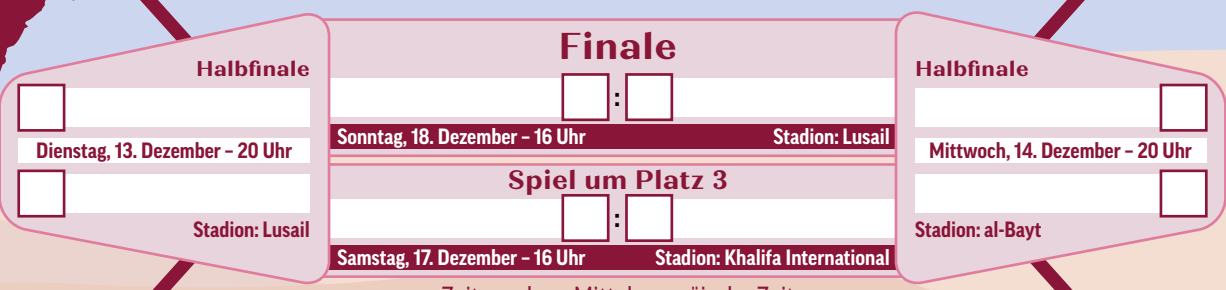 Halbfinale
Dienstag, 13. Dezember – 20 Uhr
Stadion: Lusail
Finale
:
Sonntag, 18. Dezember – 16 Uhr Stadion: Lusail
Spiel um Platz 3
:
Samstag, 17. Dezember – 16 Uhr Stadion: Khalifa International
Halbfinale
Mittwoch, 14. Dezember – 20 Uhr
Stadion: al-Bayt